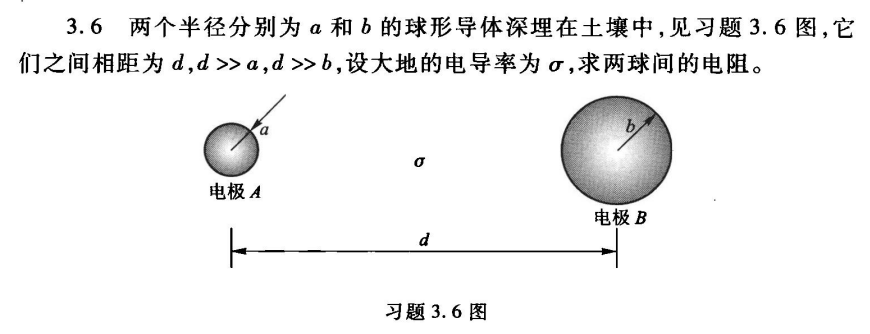 3.6 两个半径分别为 a 和 b 的球形导体深埋在土壤中,见习题 3.6 图,它
们之间相距为 d,d>>a,d>>b,设大地的电导率为 σ,求两球间的电阻。
a
b
σ
电极 A
电极 B
d
习题 3.6 图